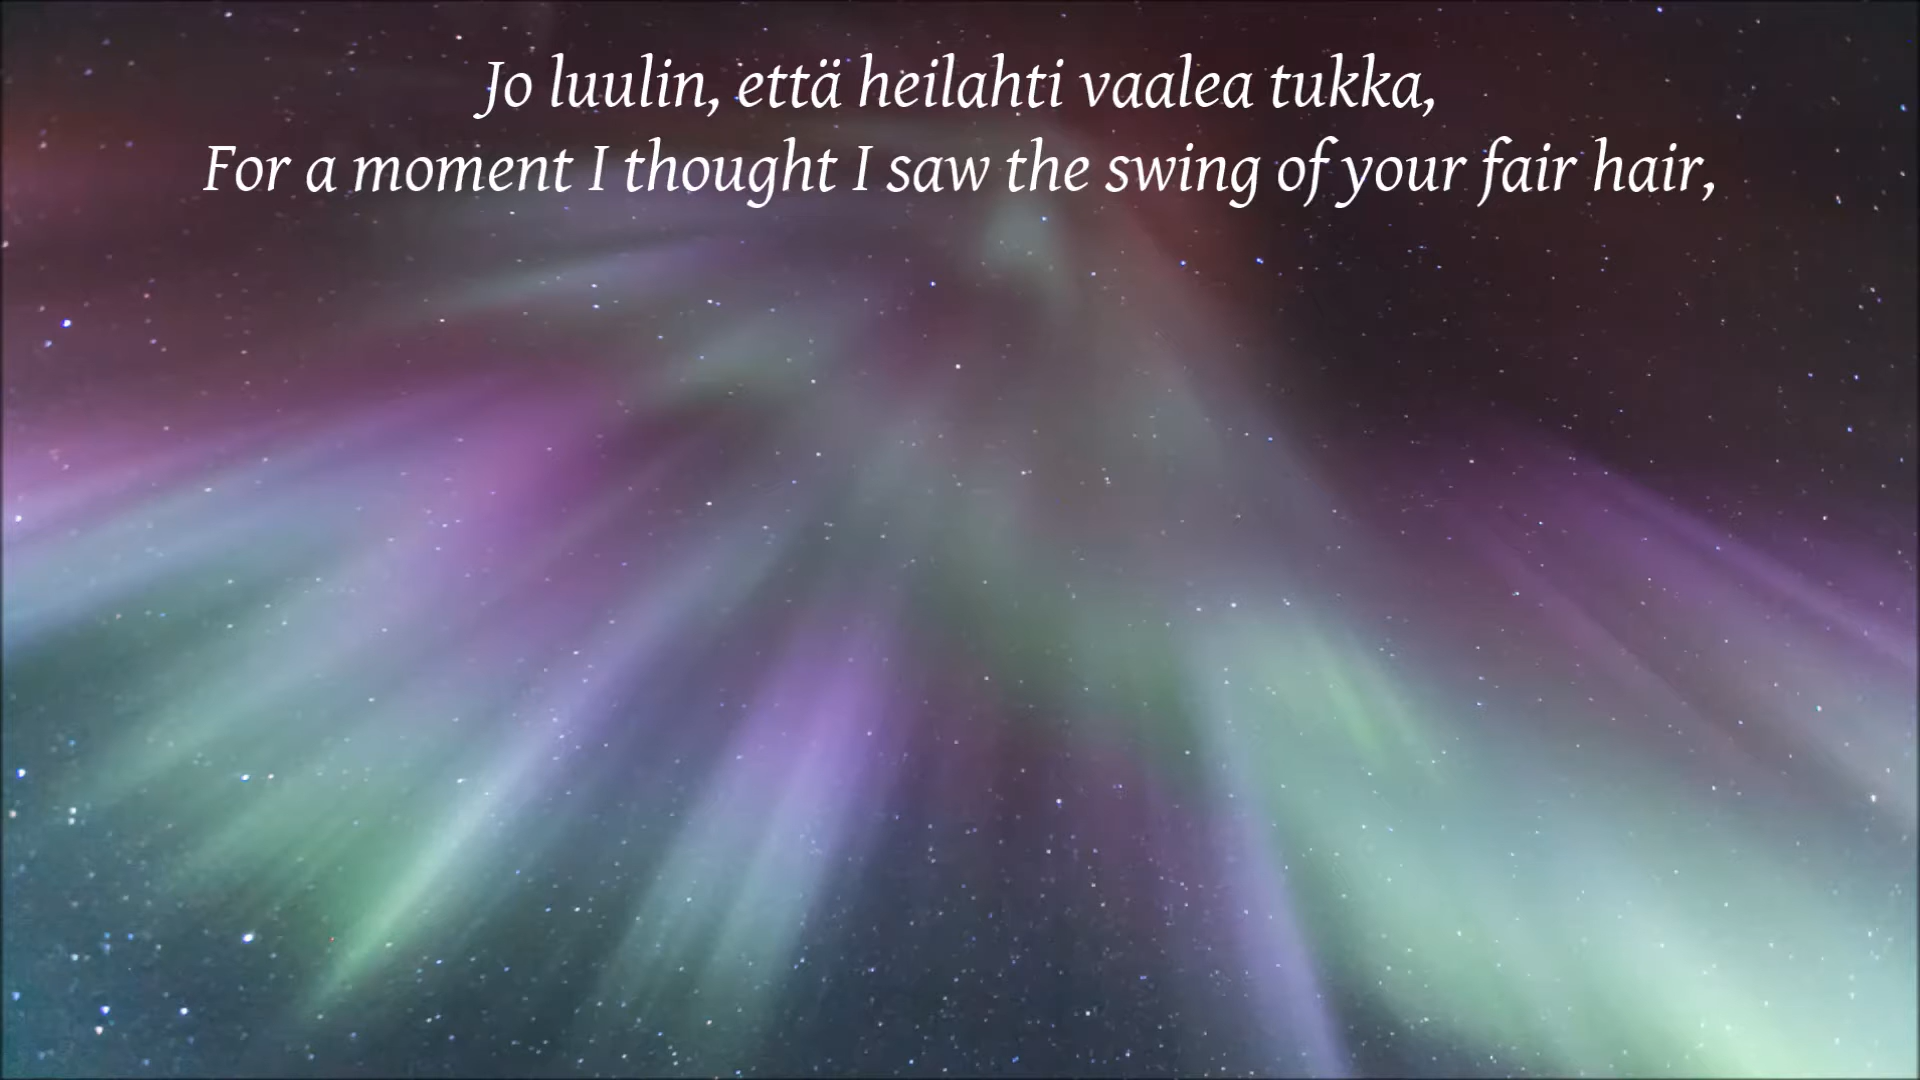 Jo luulin, että heilahti vaalea tukka,
For a moment I thought I saw the swing of your fair hair,